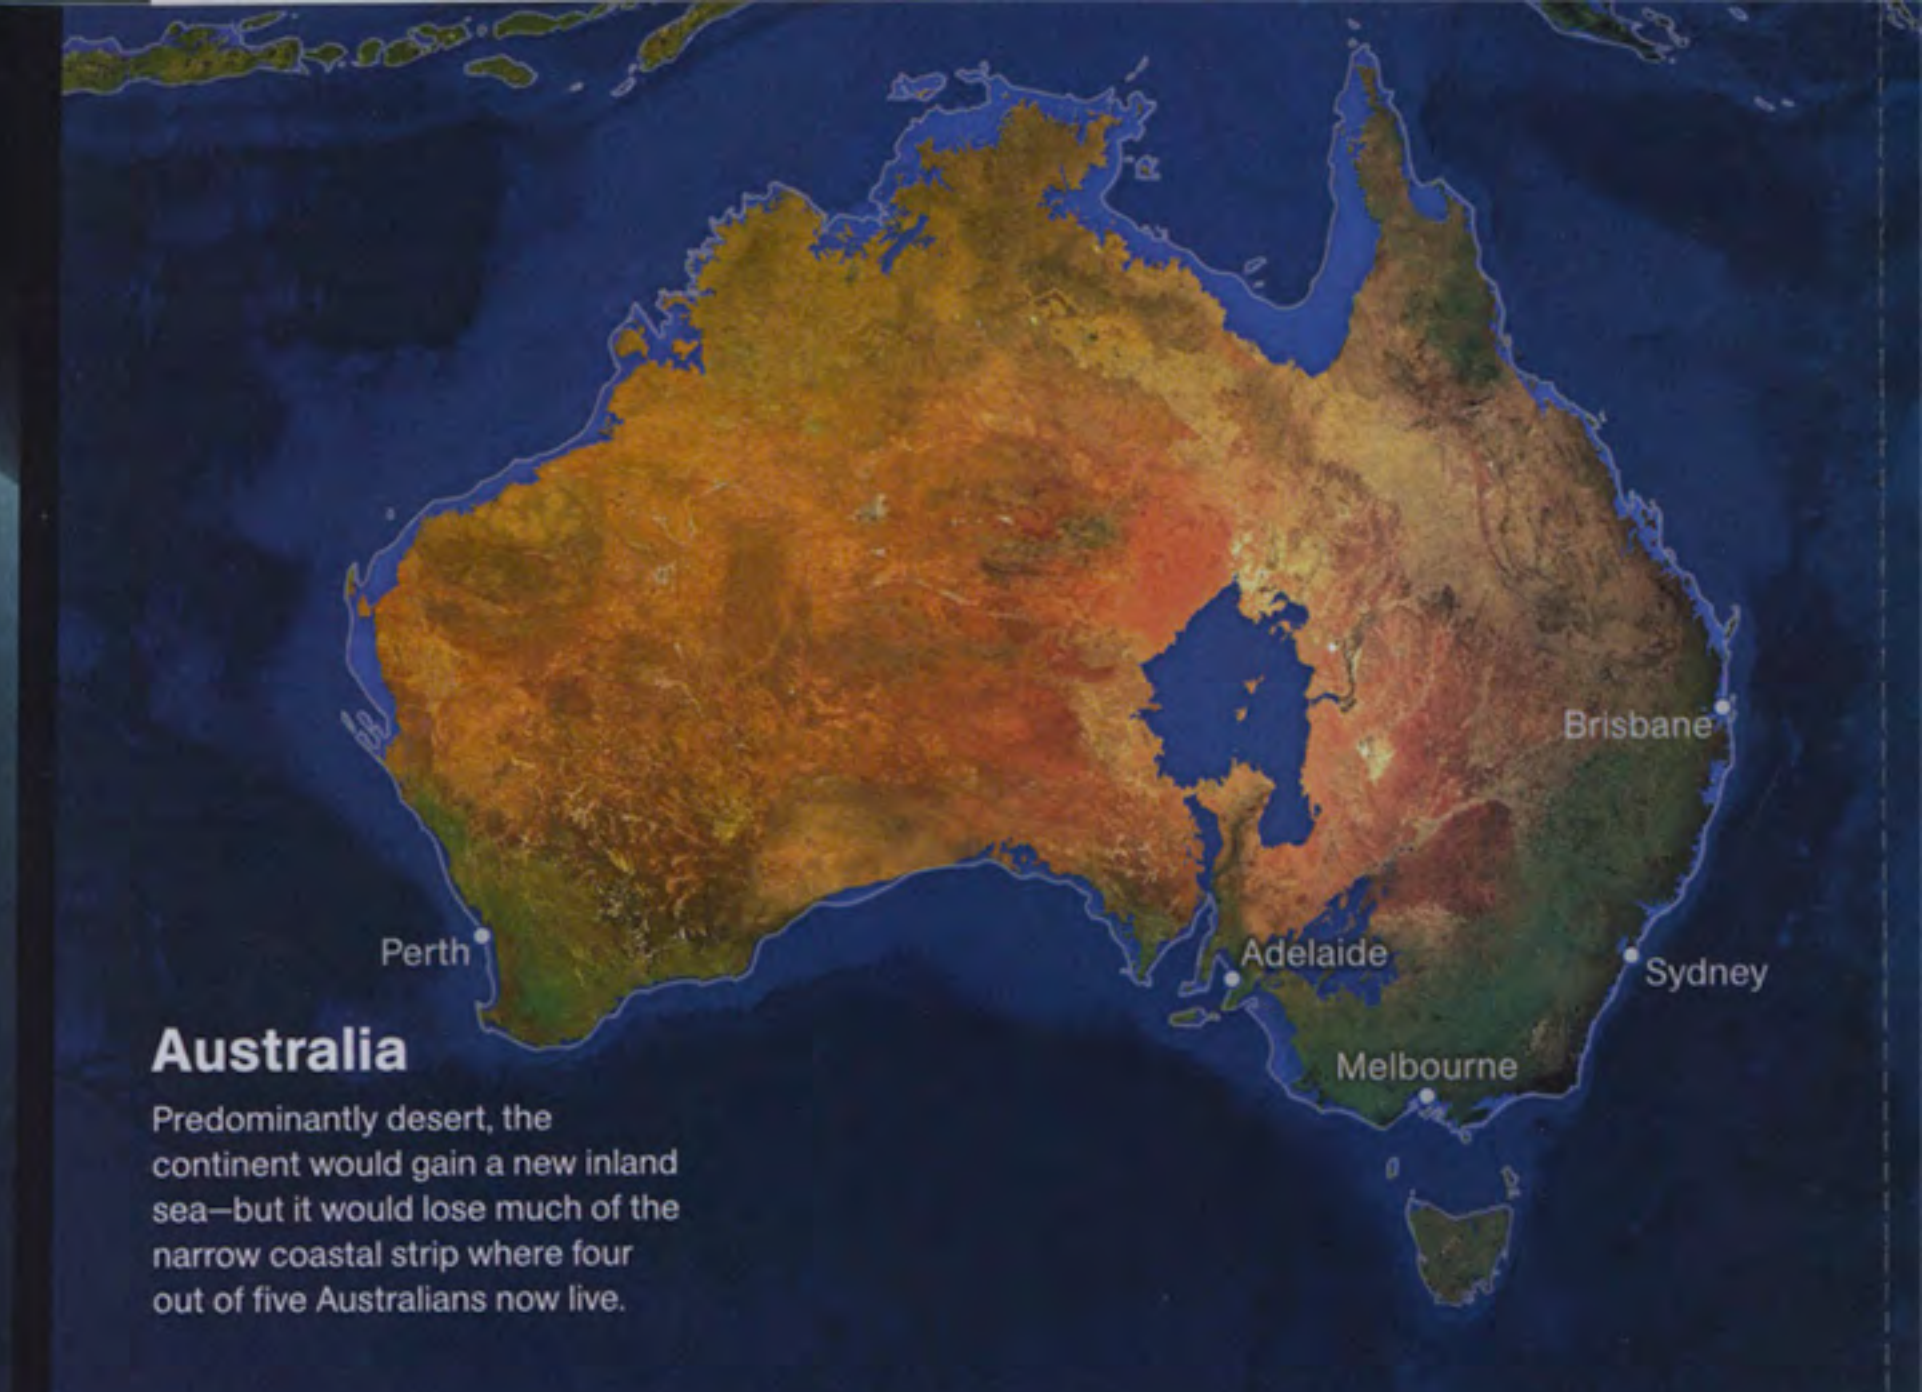 Brisbane
Perth
Adelaide
Sydney
Melbourne
Australia
Predominantly desert, the
continent would gain a new inland
sea—but it would lose much of the
narrow coastal strip where four
out of five Australians now live.